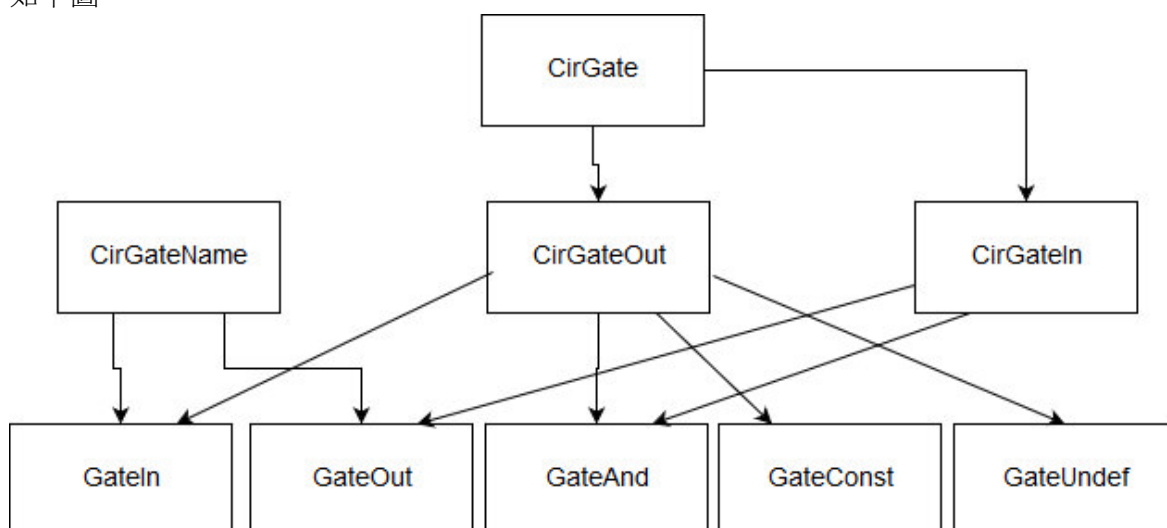 如下圖
CirGate
CirGateName
CirGateOut
CirGateIn
GateIn
GateOut
GateAnd
GateConst
GateUndef